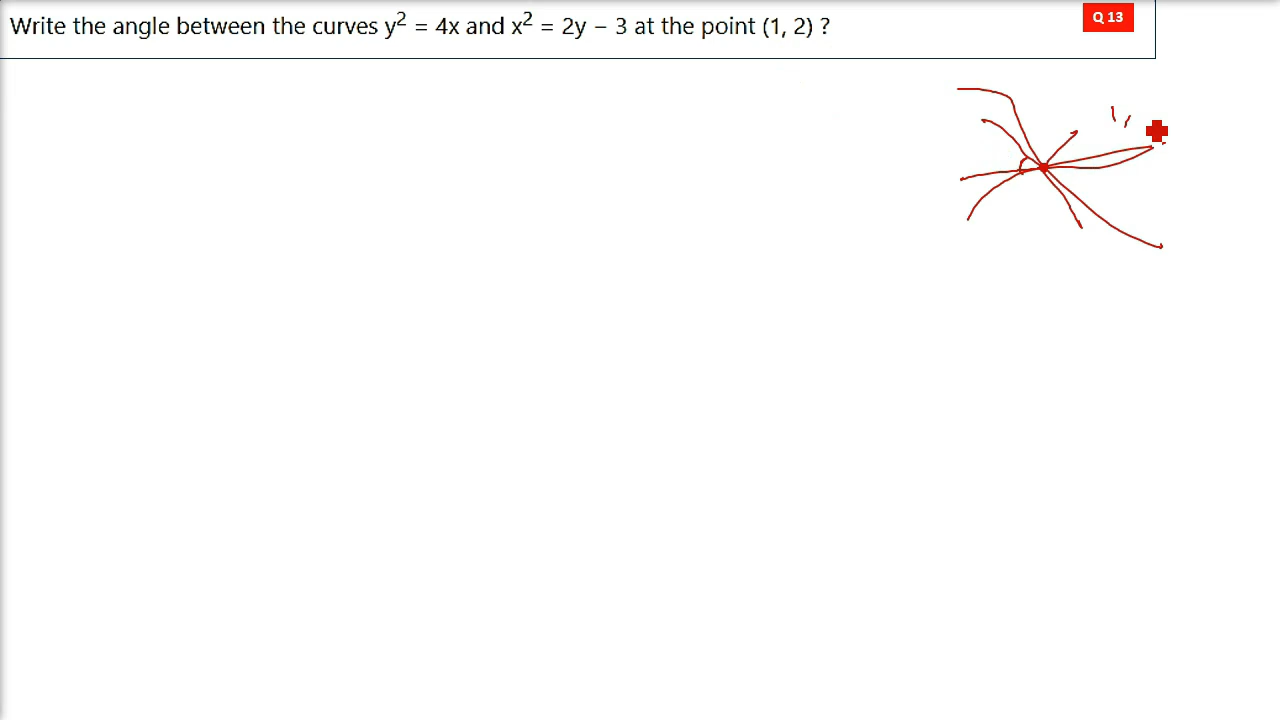 Write the angle between the curves y² = 4x and x² = 2y − 3 at the point (1, 2) ?
Q 13